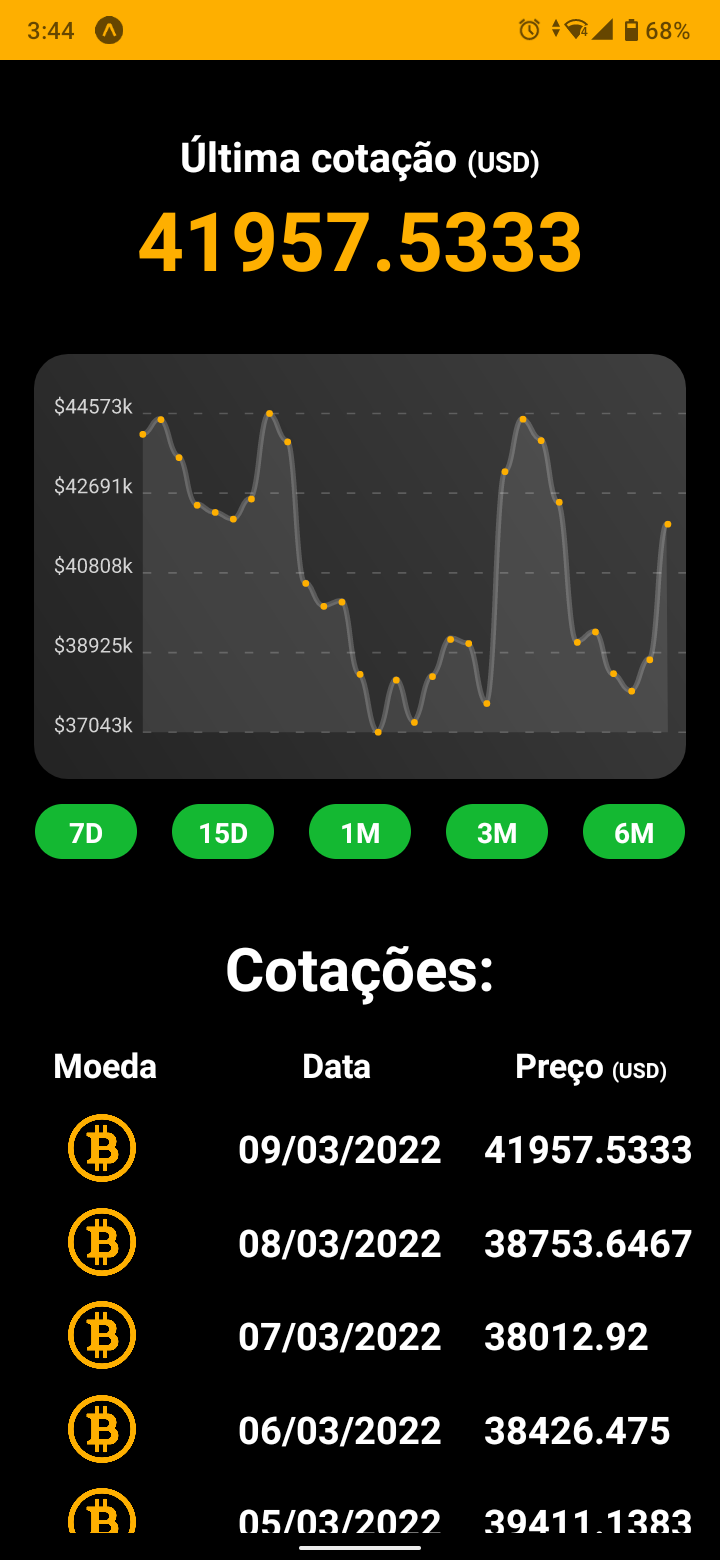 3:44 4 68%
Última cotação (USD)
41957.5333
$44573k
$42691k
$40808k
$38925k
$37043k
7D 15D 1M 3M 6M
Cotações:
Moeda Data Preço (USD)
09/03/2022 41957.5333
08/03/2022 38753.6467
07/03/2022 38012.92
06/03/2022 38426.475
05/03/2022 39411.1383